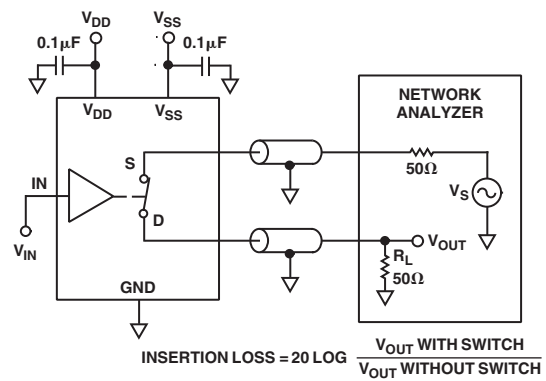 VDD
VSS
0.1μF
0.1μF
VDD
VSS
NETWORK
ANALYZER
S
50Ω
VS
IN
D
VOUT
VIN
RL
50Ω
GND
INSERTION LOSS = 20 LOG VOUT WITH SWITCH
VOUT WITHOUT SWITCH